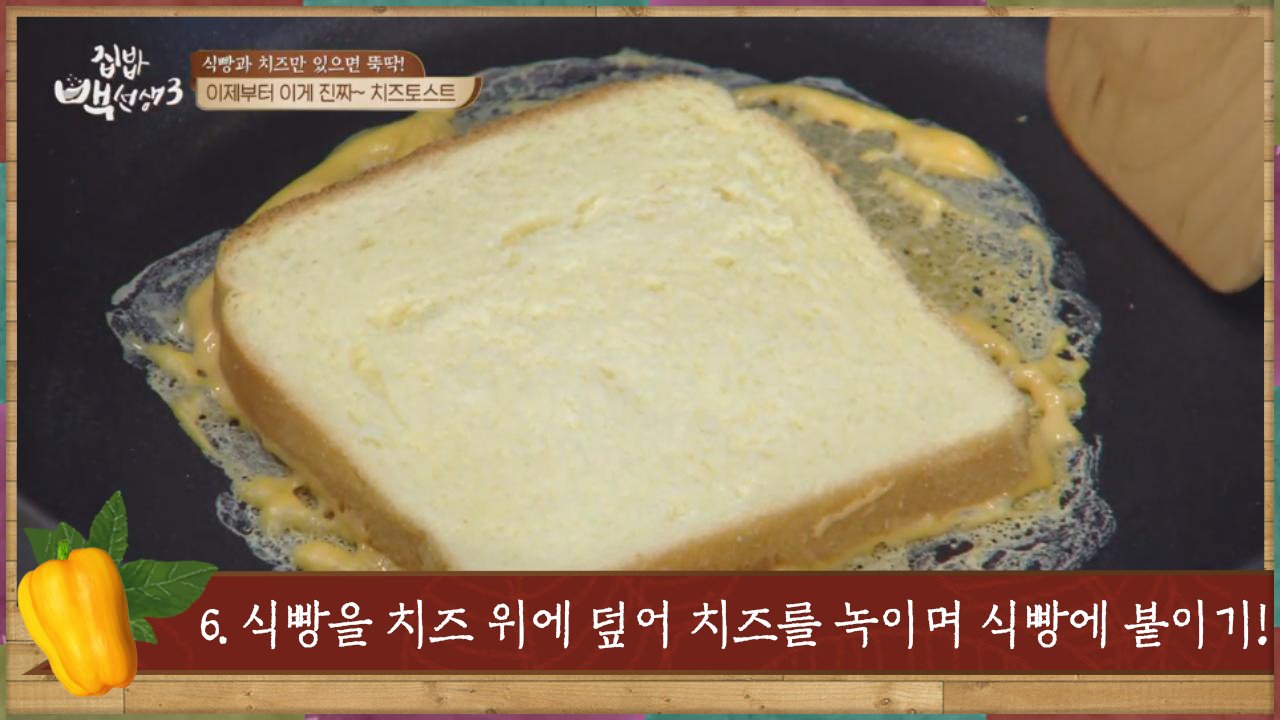 집밥
백선생3
식빵과 치즈만 있으면 뚝딱!
이제부터 이게 진짜~ 치즈토스트
6. 식빵을 치즈 위에 덮어 치즈를 녹이며 식빵에 붙이기!